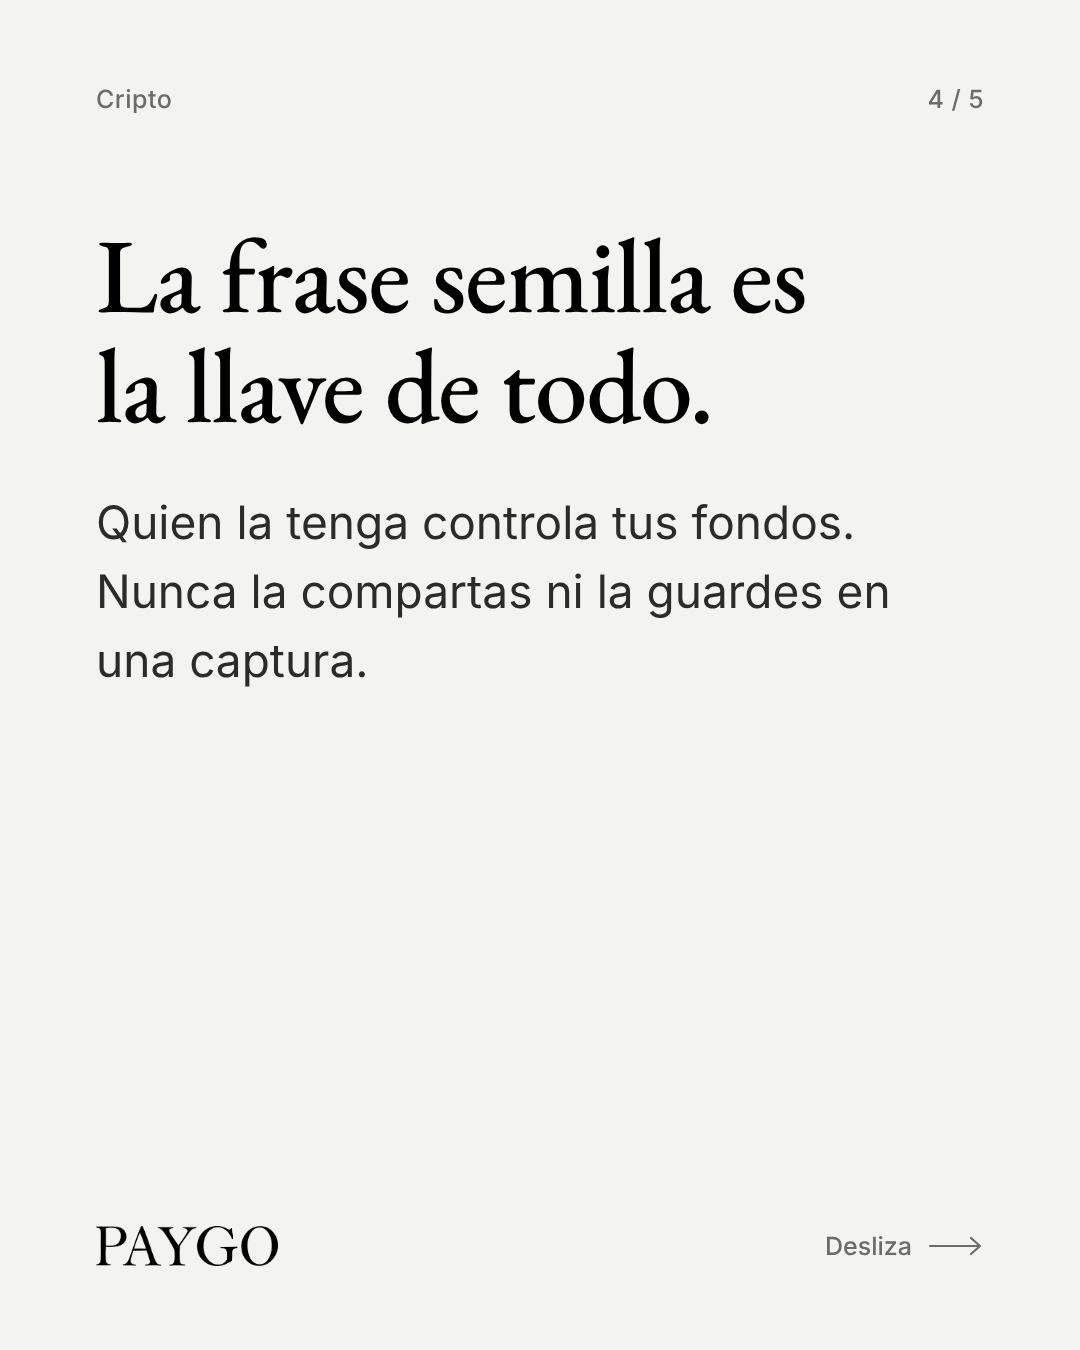 Cripto
4 / 5
La frase semilla es
la llave de todo.
Quien la tenga controla tus fondos.
Nunca la compartas ni la guardes en
una captura.
PAYGO
Desliza